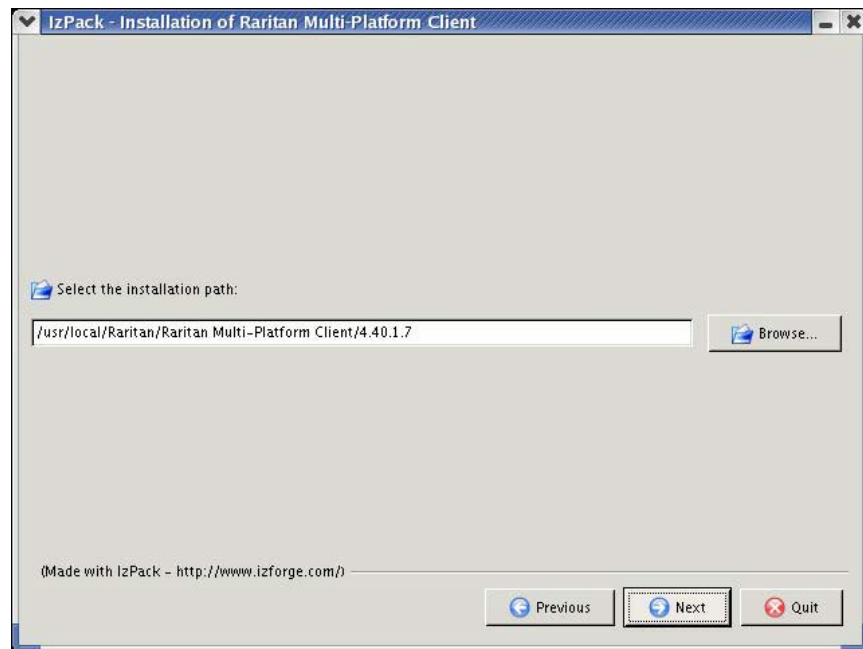 IzPack - Installation of Raritan Multi-Platform Client
Select the installation path:
/usr/local/Raritan/Raritan Multi-Platform Client/4.40.1.7
Browse...
(Made with IzPack - http://www.izforge.com/)
Previous
Next
Quit